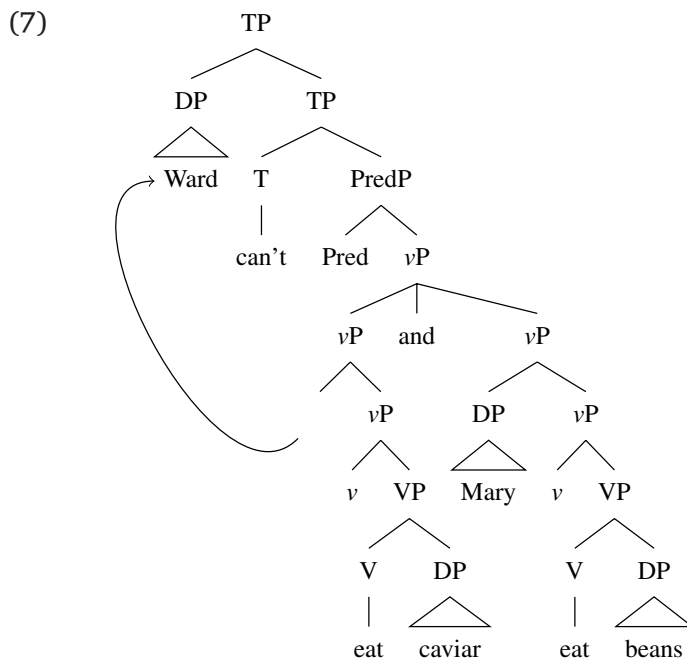 (7) TP
DP TP
Ward T PredP
can't Pred vP
vP and vP
vP DP vP
v VP Mary v VP
V DP V DP
eat caviar eat beans